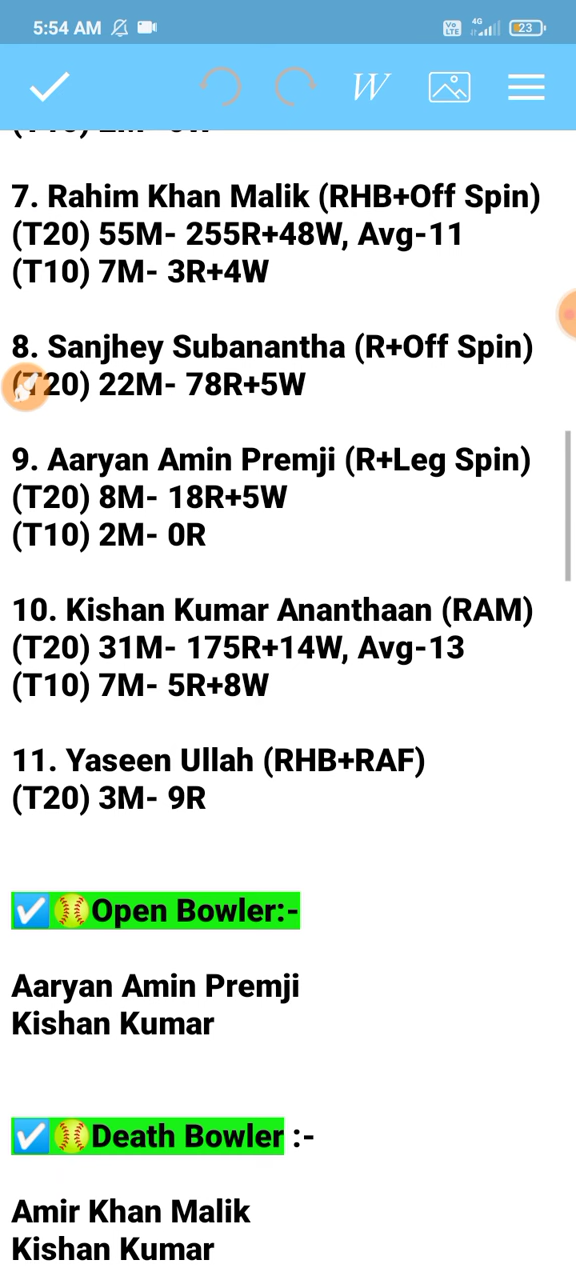 5:54 AM
Vo LTE 4G 23
W
7. Rahim Khan Malik (RHB+Off Spin)
(T20) 55M- 255R+48W, Avg-11
(T10) 7M- 3R+4W
8. Sanjhey Subanantha (R+Off Spin)
(T20) 22M- 78R+5W
9. Aaryan Amin Premji (R+Leg Spin)
(T20) 8M- 18R+5W
(T10) 2M- 0R
10. Kishan Kumar Ananthaan (RAM)
(T20) 31M- 175R+14W, Avg-13
(T10) 7M- 5R+8W
11. Yaseen Ullah (RHB+RAF)
(T20) 3M- 9R
✅🥎Open Bowler:-
Aaryan Amin Premji
Kishan Kumar
✅🥎Death Bowler :-
Amir Khan Malik
Kishan Kumar